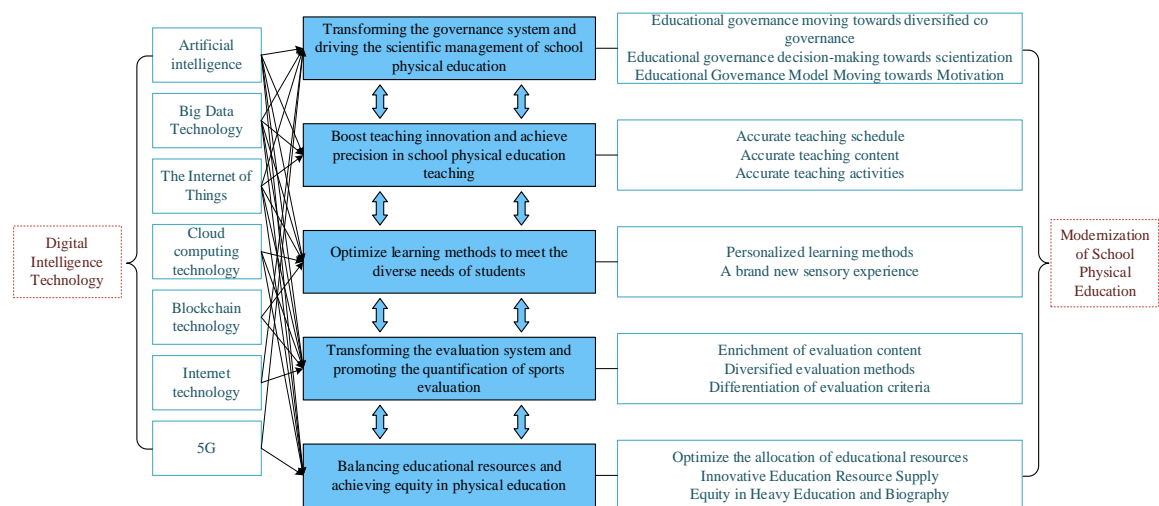 Digital
Intelligence
Technology
Artificial
intelligence
Big Data
Technology
The Internet of
Things
Cloud
computing
technology
Blockchain
technology
Internet
technology
5G
Transforming the governance system and
driving the scientific management of school
physical education
Boost teaching innovation and achieve
precision in school physical education
teaching
Optimize learning methods to meet the
diverse needs of students
Transforming the evaluation system and
promoting the quantification of sports
evaluation
Balancing educational resources and
achieving equity in physical education
Educational governance moving towards diversified co
governance
Educational governance decision-making towards scientization
Educational Governance Model Moving towards Motivation
Accurate teaching schedule
Accurate teaching content
Accurate teaching activities
Personalized learning methods
A brand new sensory experience
Enrichment of evaluation content
Diversified evaluation methods
Differentiation of evaluation criteria
Optimize the allocation of educational resources
Innovative Education Resource Supply
Equity in Heavy Education and Biography
Modernization
of School
Physical
Education